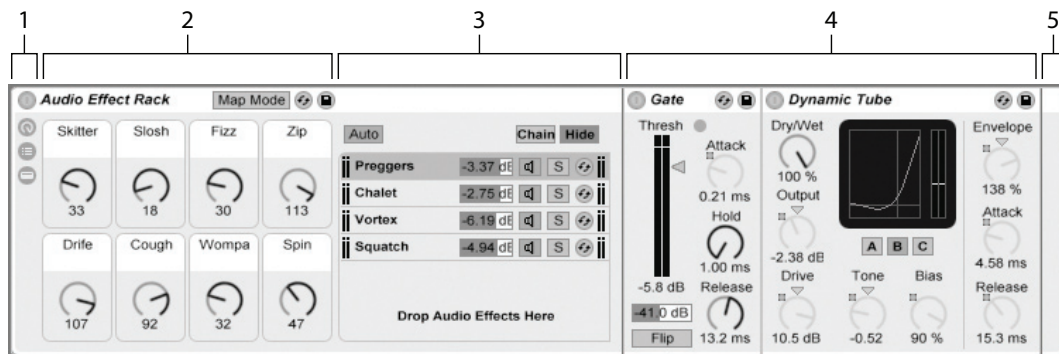 1 2 3 4 5
Audio Effect Rack Map Mode
Skitter Slosh Fizz Zip
33 18 30 113
Drife Cough Wompa Spin
107 92 32 47
Auto Chain Hide
Preggers -3.37 dB S
Chalet -2.75 dB S
Vortex -6.19 dB S
Squatch -4.94 dB S
Drop Audio Effects Here
Gate
Thresh
Attack
0.21 ms
Hold
1.00 ms
-5.8 dB
Release
-41.0 dB
Flip 13.2 ms
Dynamic Tube
Dry/Wet
100 %
Output
-2.38 dB
A B C
Drive Tone Bias
10.5 dB -0.52 90 %
Envelope
138 %
Attack
4.58 ms
Release
15.3 ms